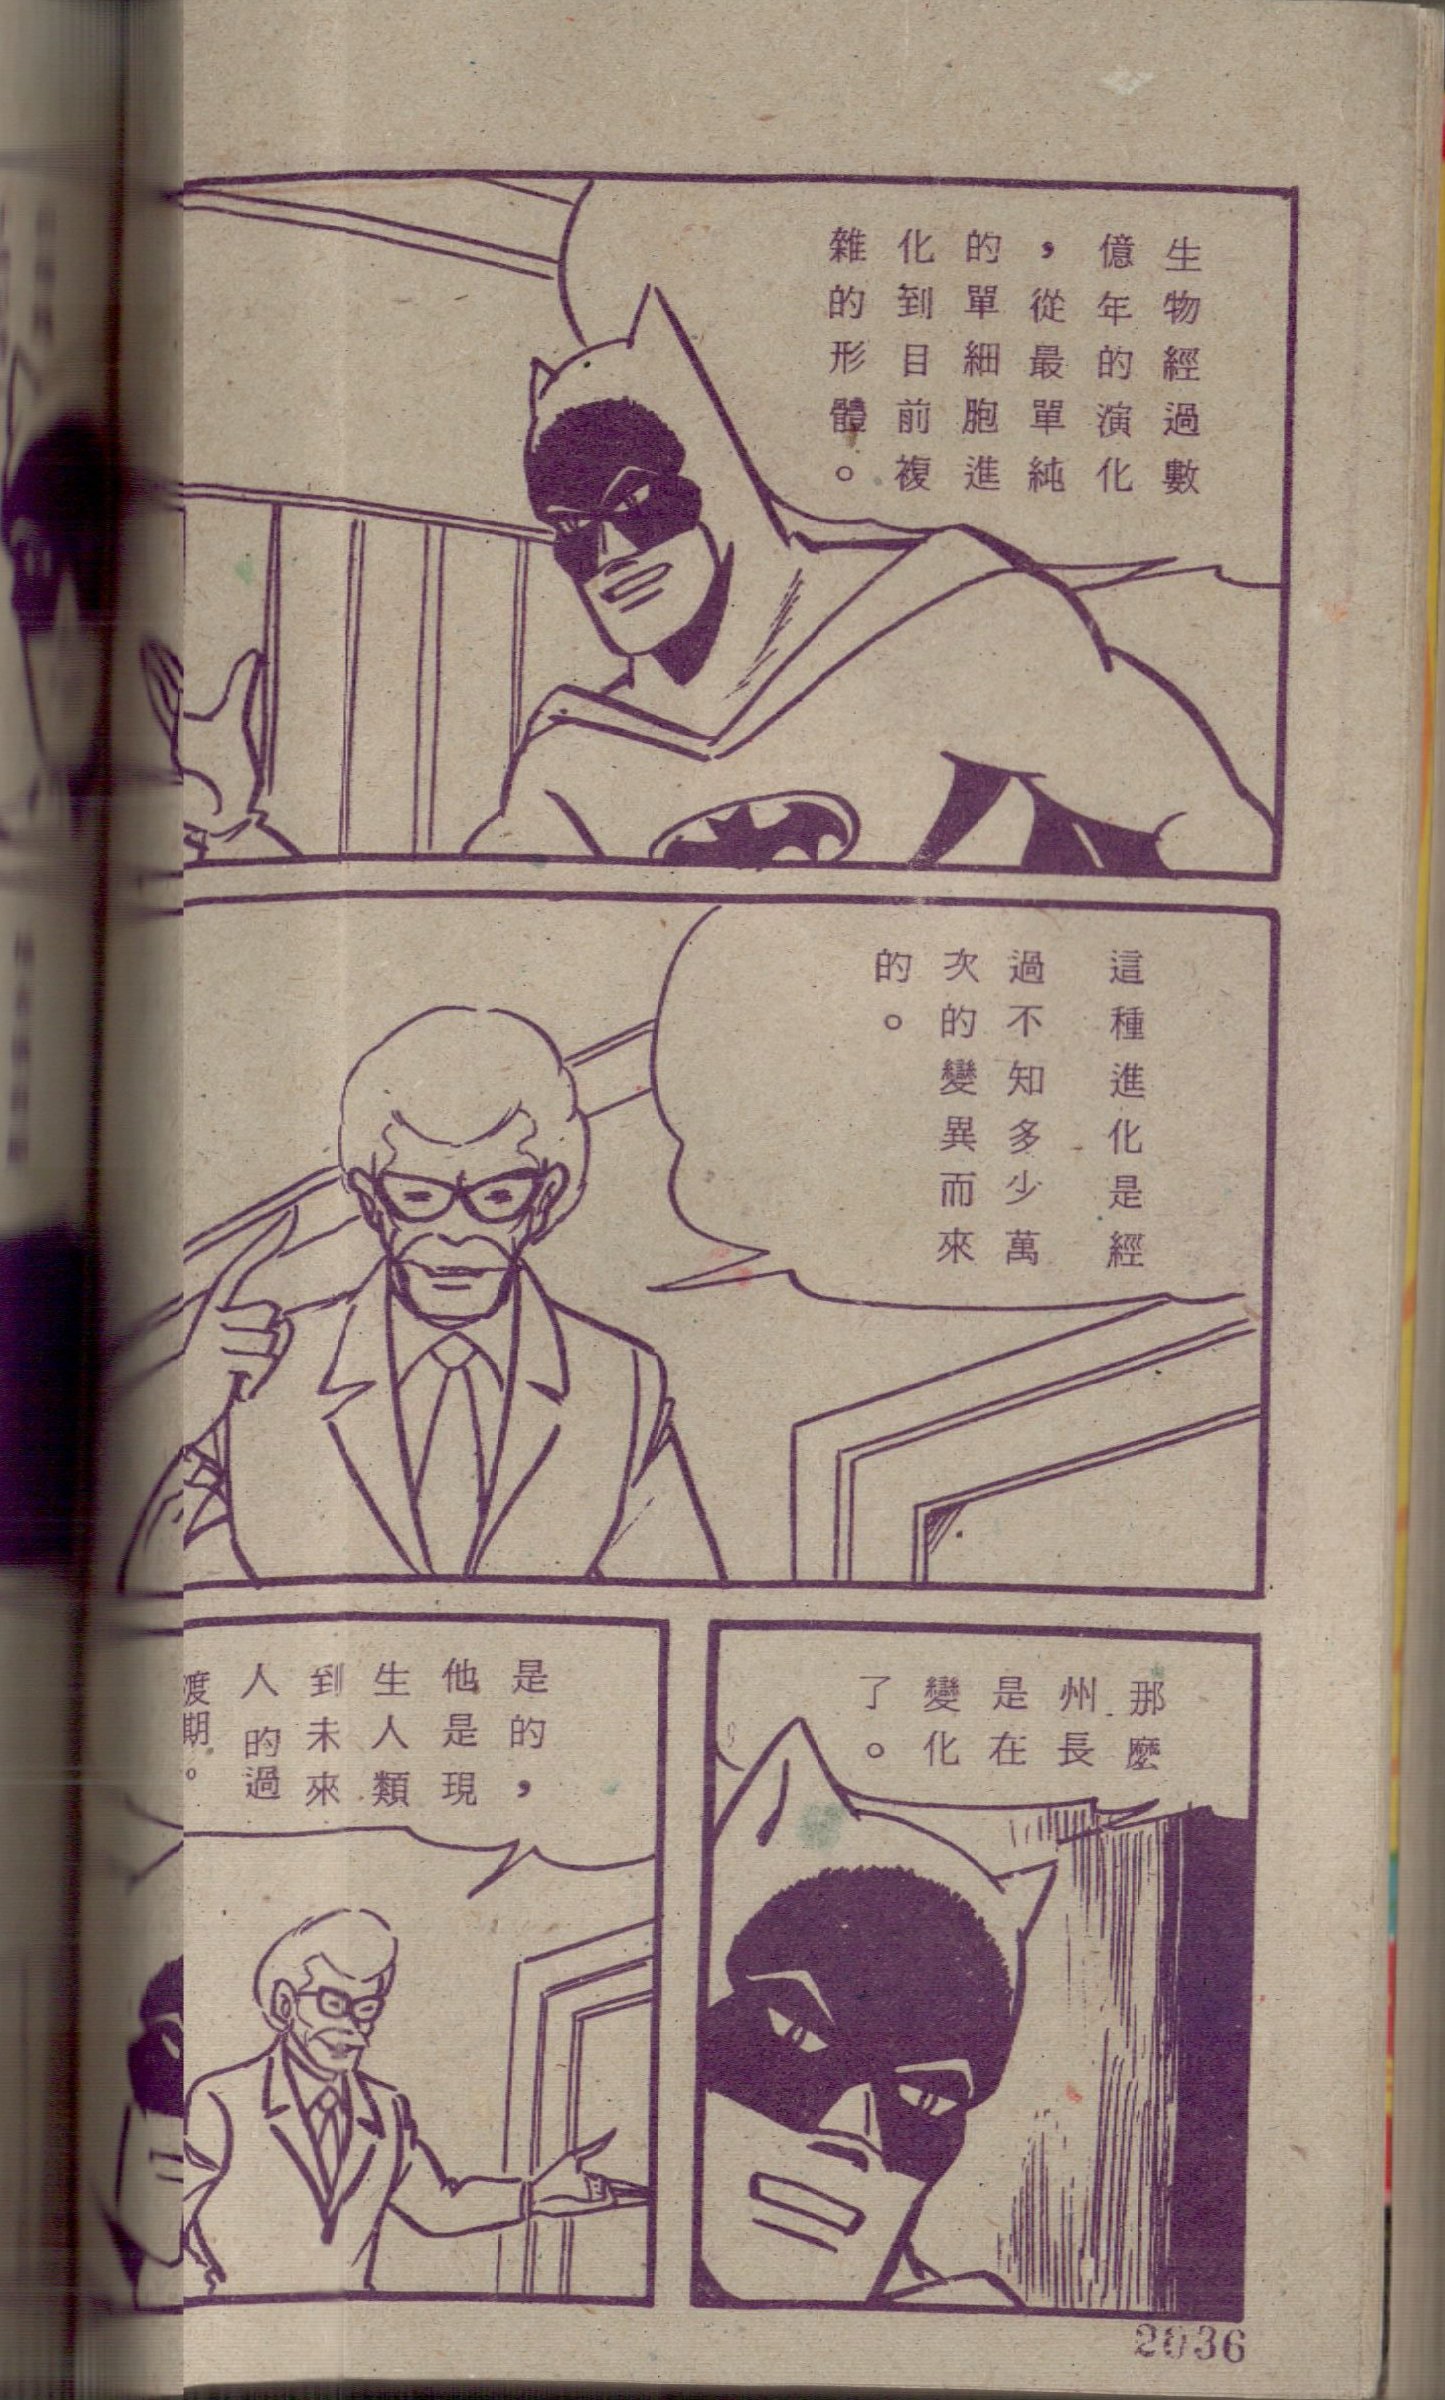 生物經過數
億年的演化
，從最單純
的單細胞進
化到目前複
雜的形體。
這種進化是經
過不知多少萬
次的變異而來
的。
那麼
州長
是在
變化
了。
是的，
他是現
生人類
到未來
人的過
渡期。
2036